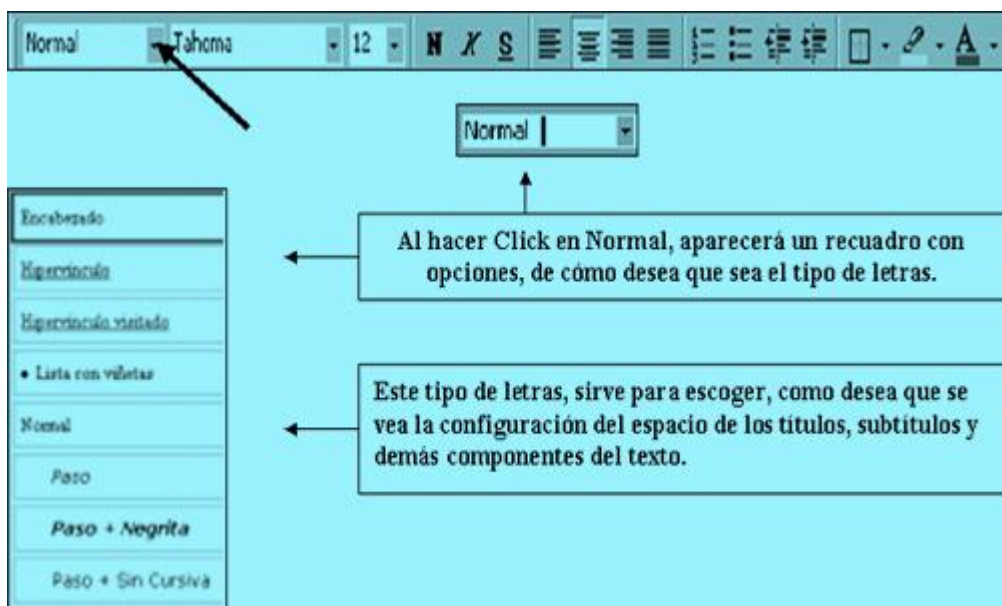 Normal Tahoma 12 N K S A
Normal
Encabezado
Hipervínculo
Hipervínculo visitado
• Lista con viñetas
Normal
Paso
Paso + Negrita
Paso + Sin Cursiva
Al hacer Click en Normal, aparecerá un recuadro con
opciones, de cómo desea que sea el tipo de letras.
Este tipo de letras, sirve para escoger, como desea que se
vea la configuración del espacio de los títulos, subtítulos y
demás componentes del texto.